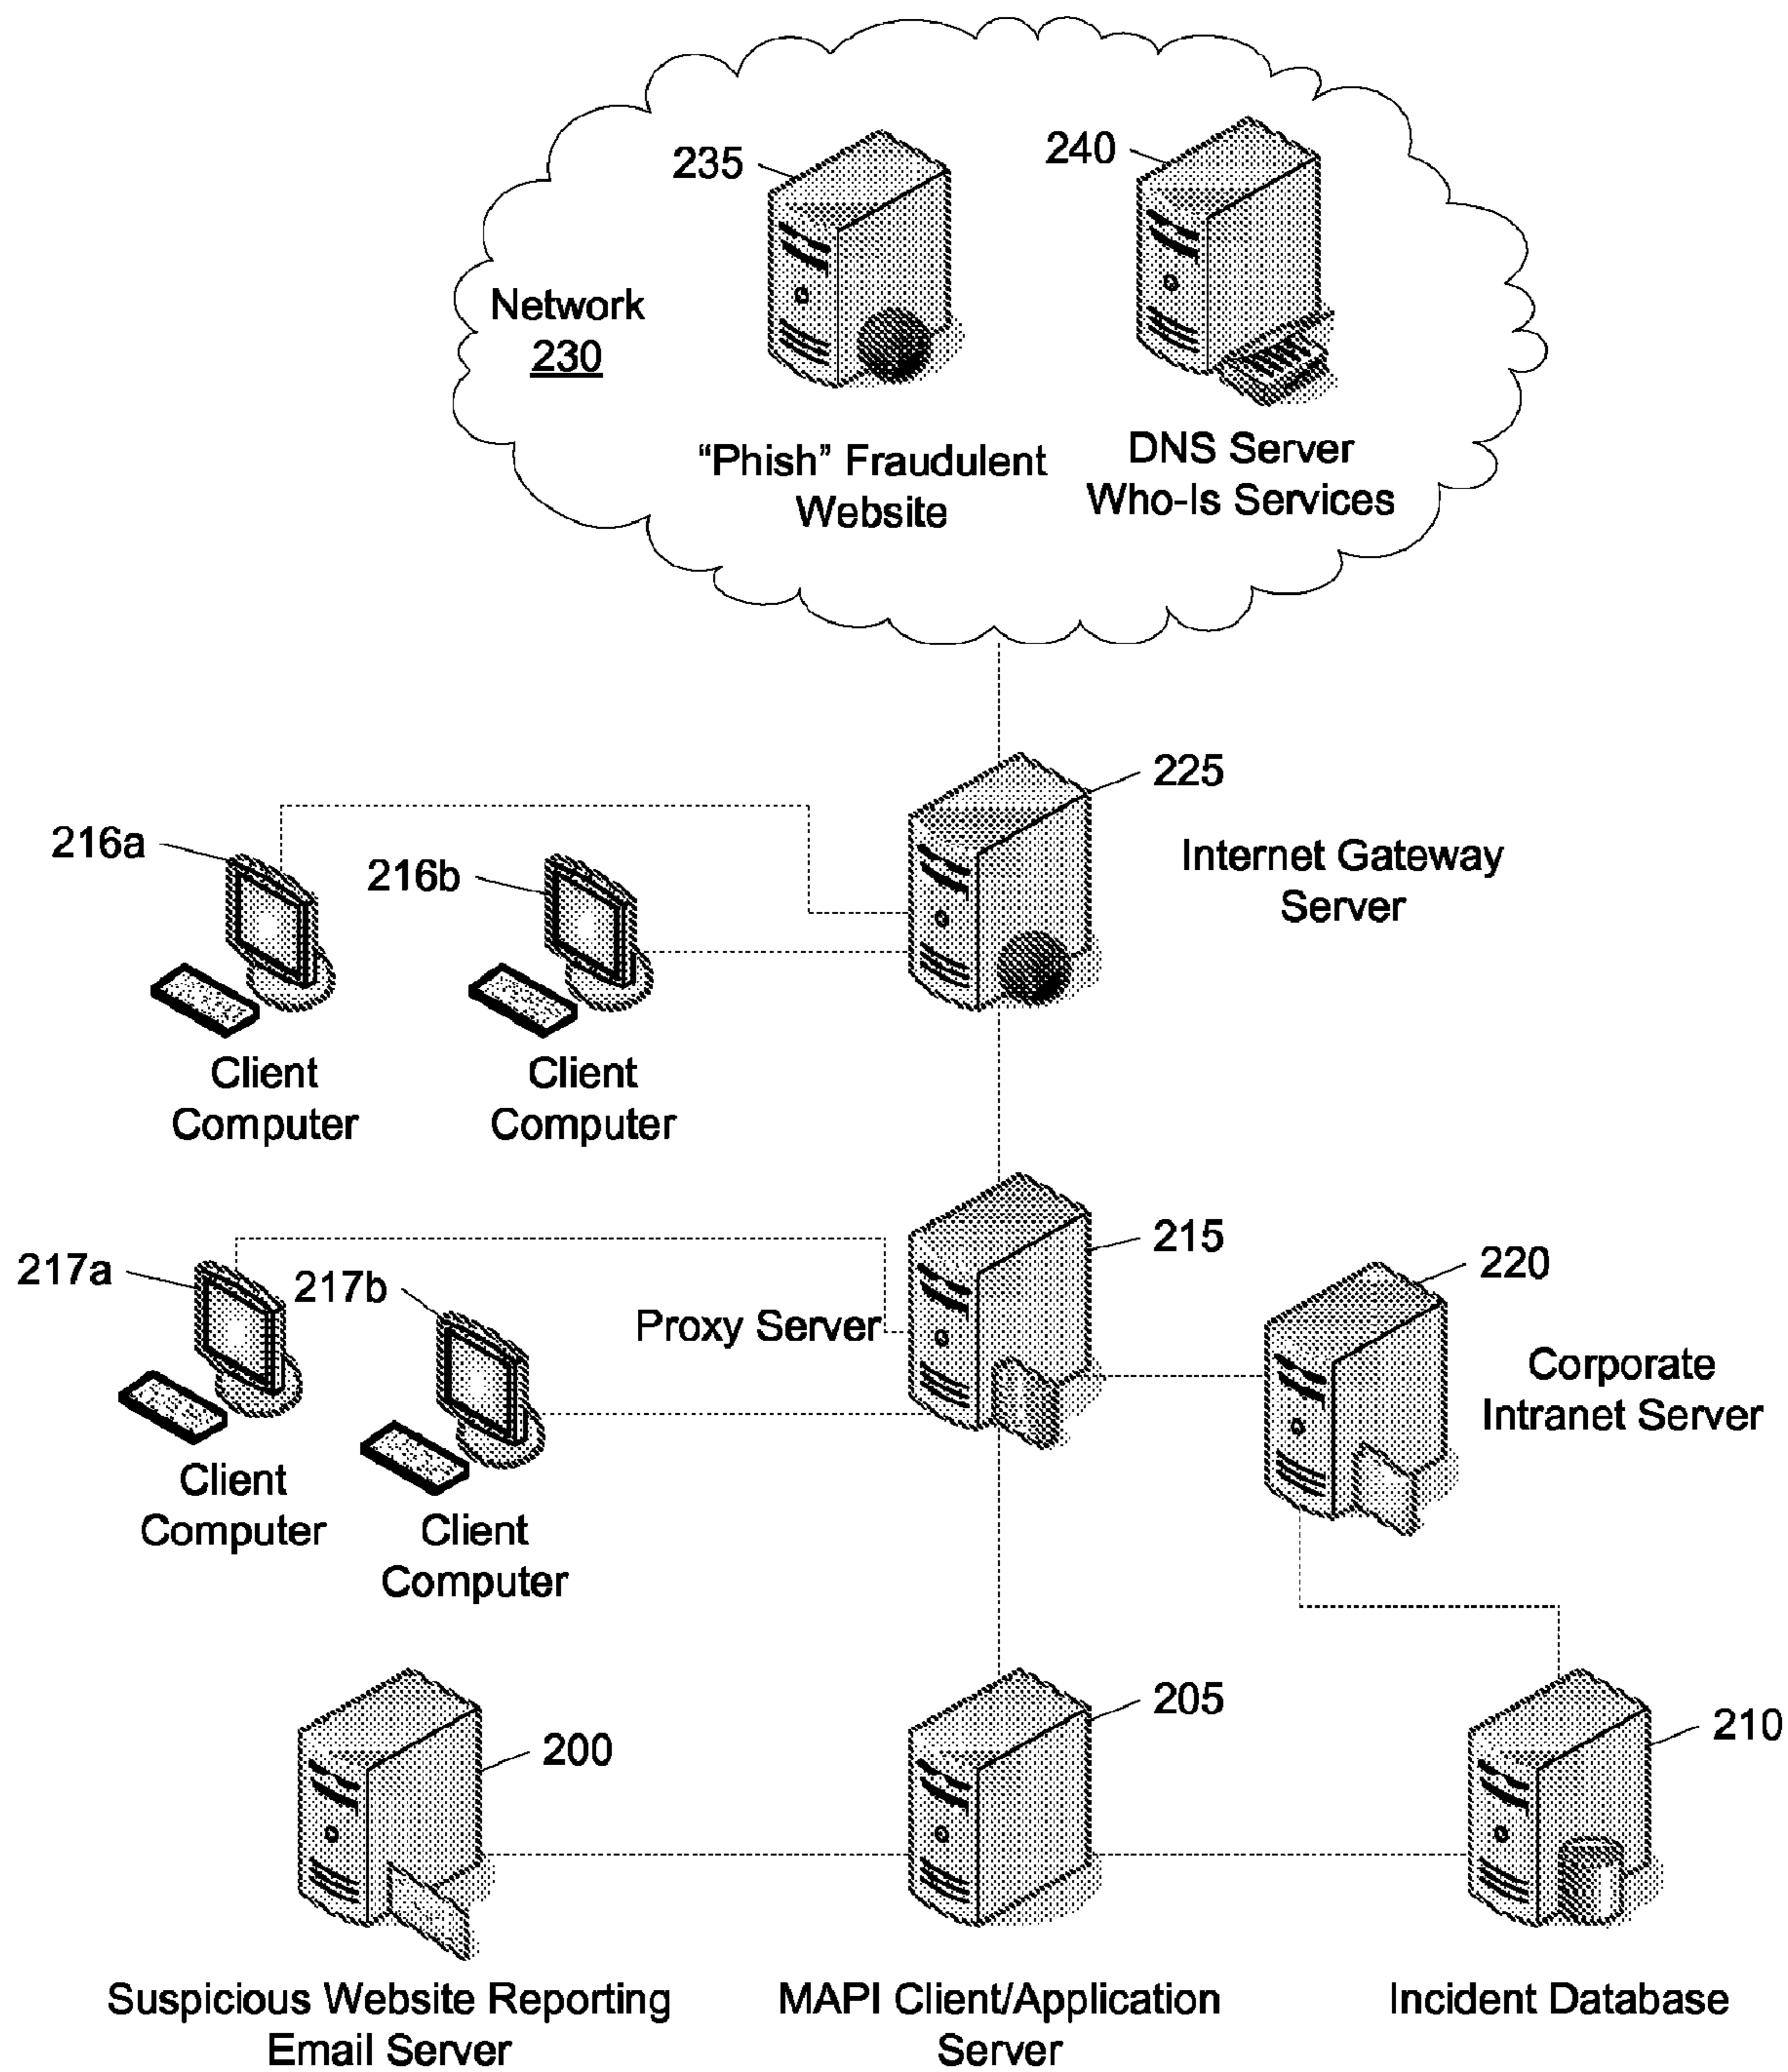 235
240
Network
230
“Phish” Fraudulent
Website
DNS Server
Who-Is Services
225
216a
216b
Internet Gateway
Server
Client
Computer
Client
Computer
215
217a
217b
220
Proxy Server
Corporate
Intranet Server
Client
Computer
Client
Computer
200
205
210
Suspicious Website Reporting
Email Server
MAPI Client/Application
Server
Incident Database